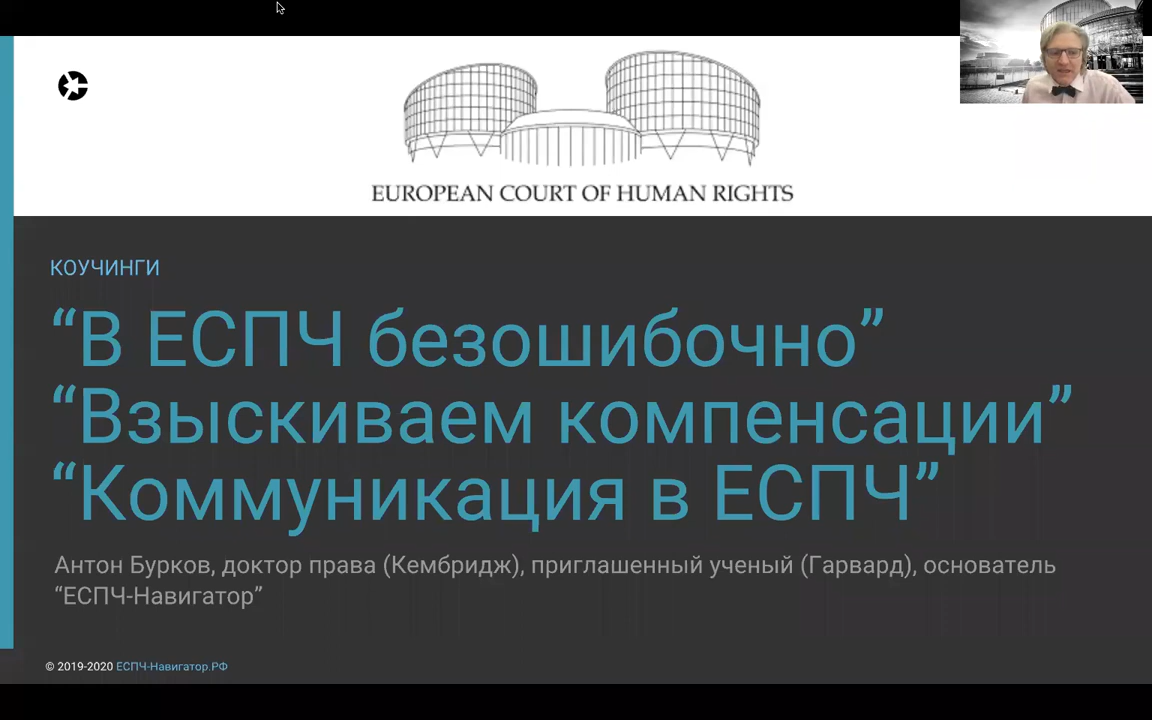 EUROPEAN COURT OF HUMAN RIGHTS
КОУЧИНГИ
“В ЕСПЧ безошибочно”
“Взыскиваем компенсации”
“Коммуникация в ЕСПЧ”
Антон Бурков, доктор права (Кембридж), приглашенный ученый (Гарвард), основатель
“ЕСПЧ-Навигатор”
© 2019-2020 ЕСПЧ-Навигатор.РФ